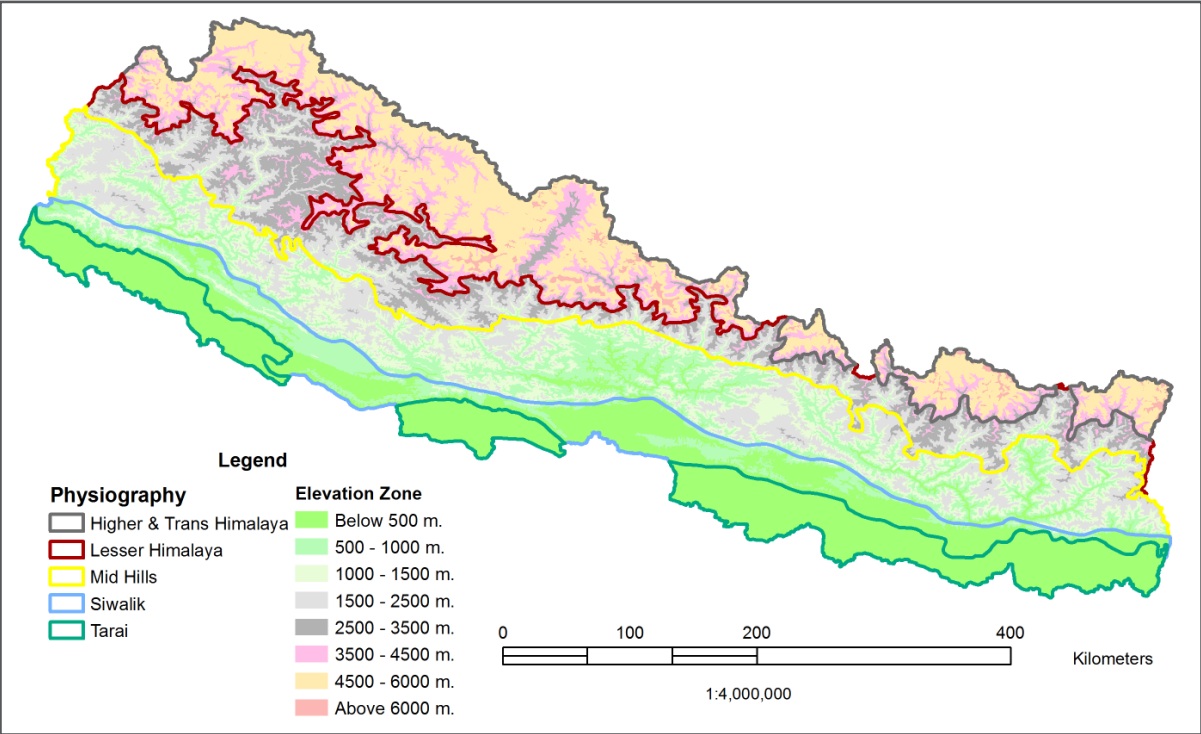 Legend
Physiography
Higher & Trans Himalaya
Lesser Himalaya
Mid Hills
Siwalik
Tarai
Elevation Zone
Below 500 m.
500 - 1000 m.
1000 - 1500 m.
1500 - 2500 m.
2500 - 3500 m.
3500 - 4500 m.
4500 - 6000 m.
Above 6000 m.
0 100 200 400
Kilometers
1:4,000,000